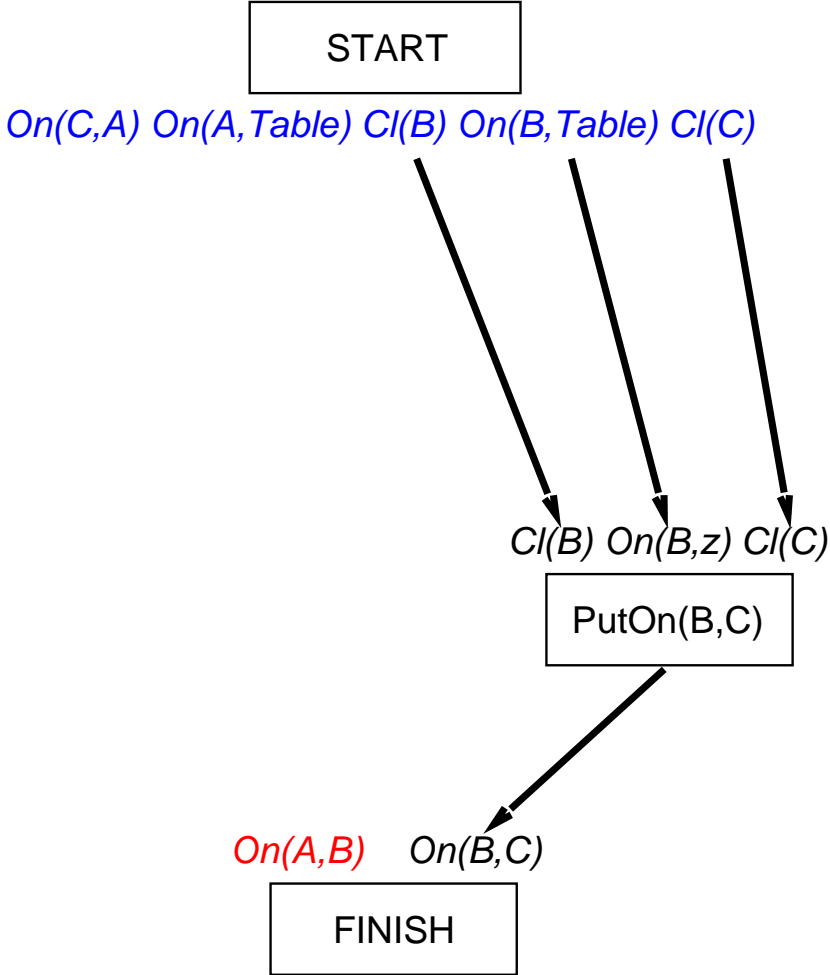 START
On(C,A) On(A,Table) Cl(B) On(B,Table) Cl(C)
Cl(B) On(B,z) Cl(C)
PutOn(B,C)
On(A,B) On(B,C)
FINISH